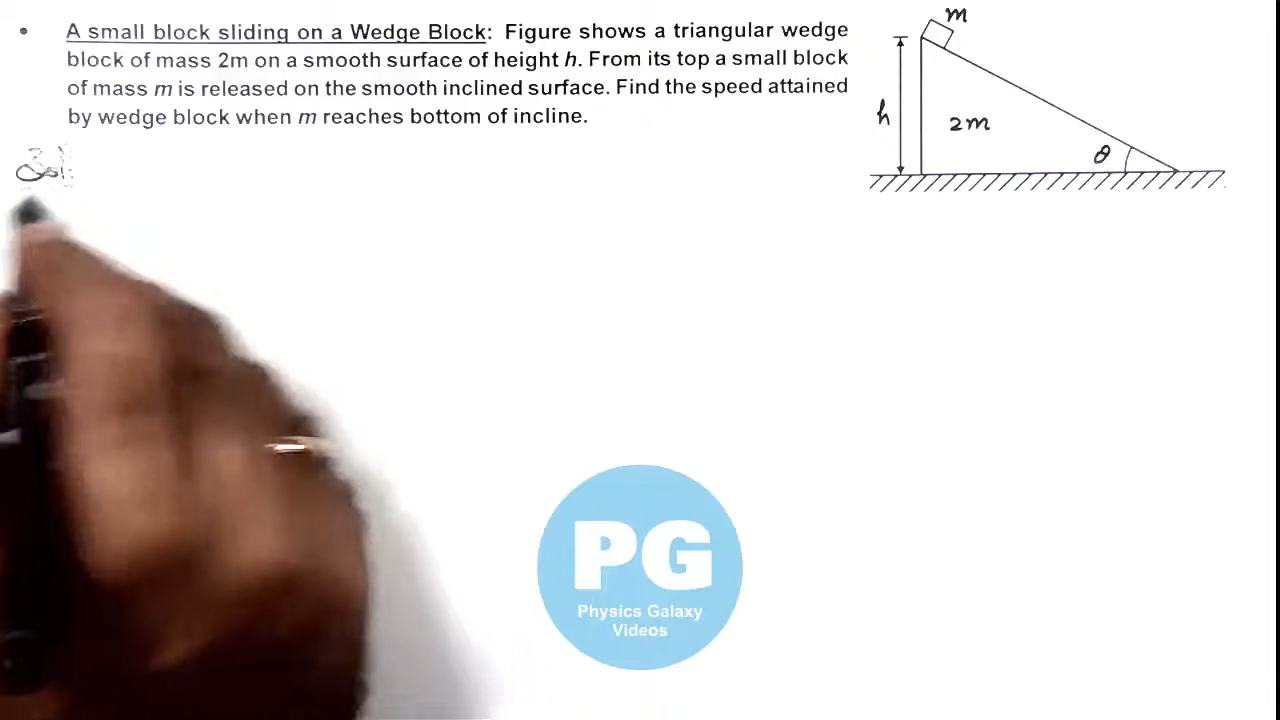 • A small block sliding on a Wedge Block: Figure shows a triangular wedge
block of mass 2m on a smooth surface of height h. From its top a small block
of mass m is released on the smooth inclined surface. Find the speed attained
by wedge block when m reaches bottom of incline.
m
h
2m
θ
Sol:
PG
Physics Galaxy
Videos